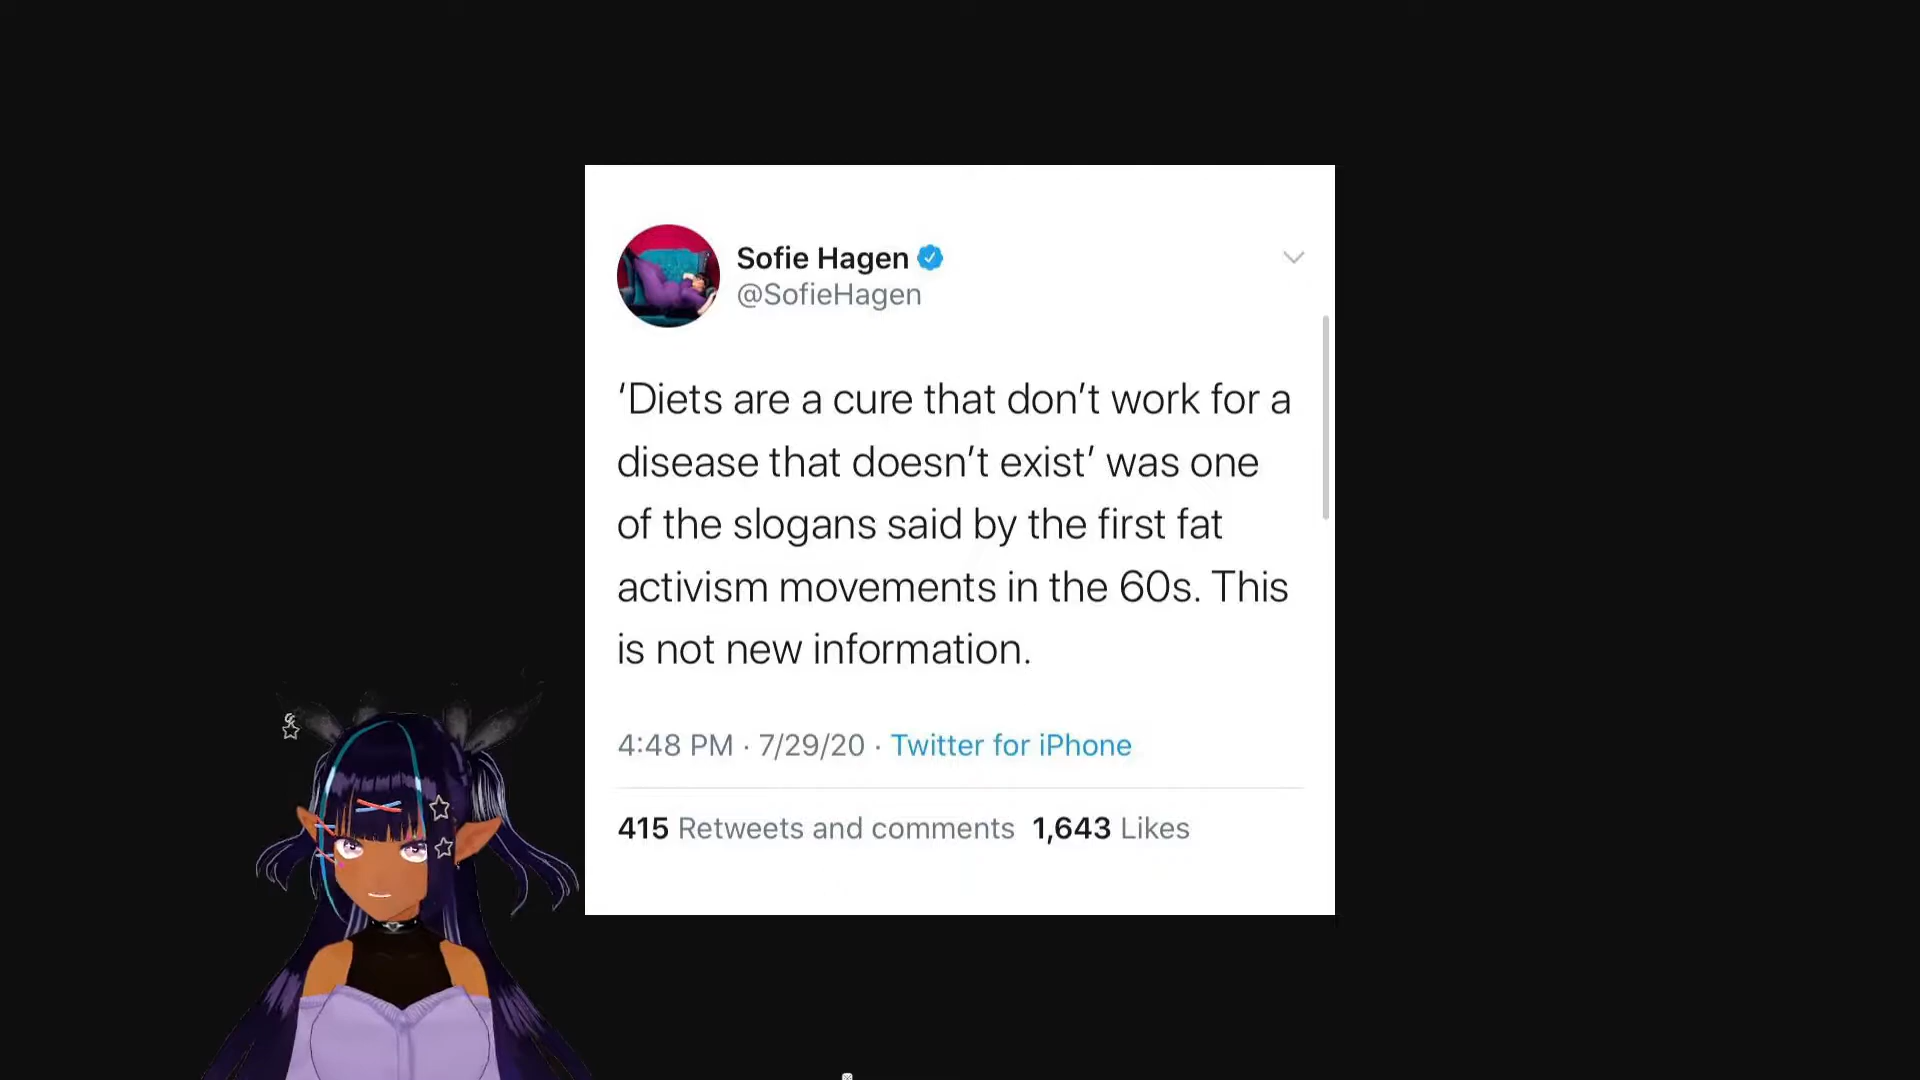 Sofie Hagen
@SofieHagen
‘Diets are a cure that don’t work for a
disease that doesn’t exist’ was one
of the slogans said by the first fat
activism movements in the 60s. This
is not new information.
4:48 PM · 7/29/20 · Twitter for iPhone
415 Retweets and comments 1,643 Likes